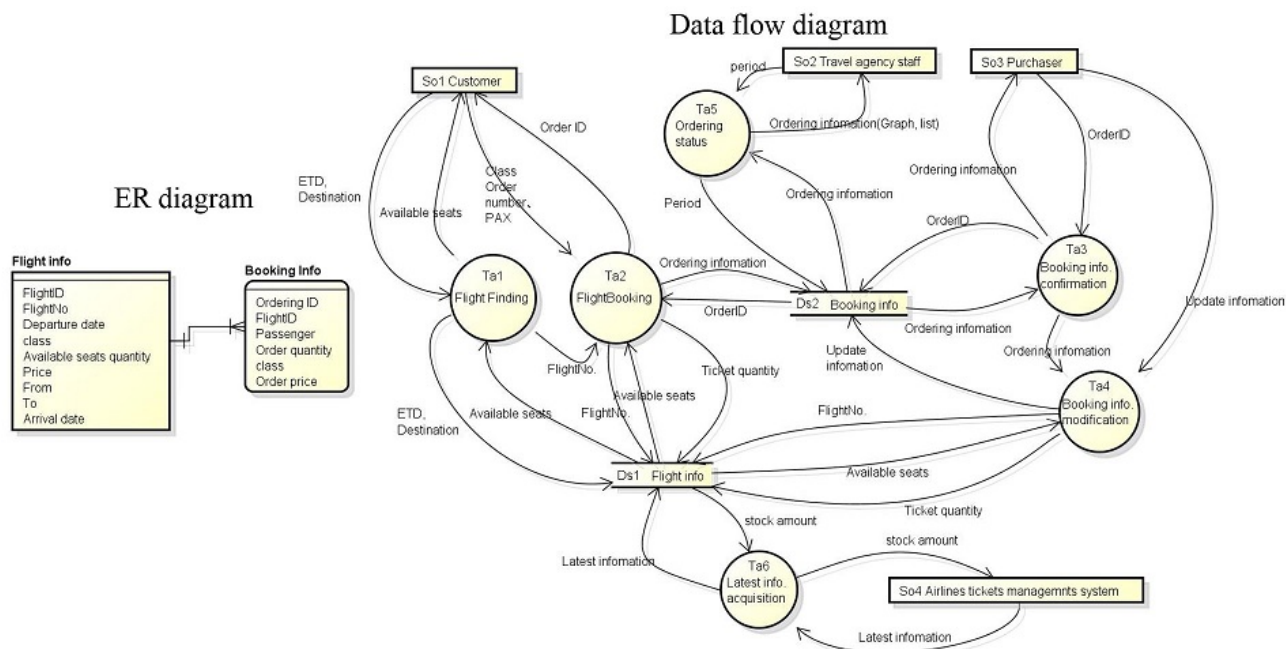 Data flow diagram
So1 Customer
So2 Travel agency staff
So3 Purchaser
period
Ta5
Ordering
status
Ordering infomation(Graph, list)
Order ID
OrderID
Ordering infomation
ER diagram
ETD,
Destination
Available seats
Class
Order
number、
PAX
Period
Ordering infomation
OrderID
Flight info
FlightID
FlightNo
Departure date
class
Available seats quantity
Price
From
To
Arrival date
Booking Info
Ordering ID
FlightID
Passenger
Order quantity
class
Order price
Ta1
Flight Finding
Ta2
FlightBooking
Ordering infomation
OrderID
Ds2 Booking info
Ta3
Booking info.
confirmation
Ordering infomation
Update infomation
Ordering infomation
Update
infomation
Ta4
Booking info.
modification
FlightNo.
Ticket quantity
Available seats
FlightNo.
ETD,
Destination
Available seats
FlightNo.
Ds1 Flight info
Available seats
Ticket quantity
stock amount
Latest infomation
Ta6
Latest info.
acquisition
stock amount
So4 Airlines tickets managemnts system
Latest infomation